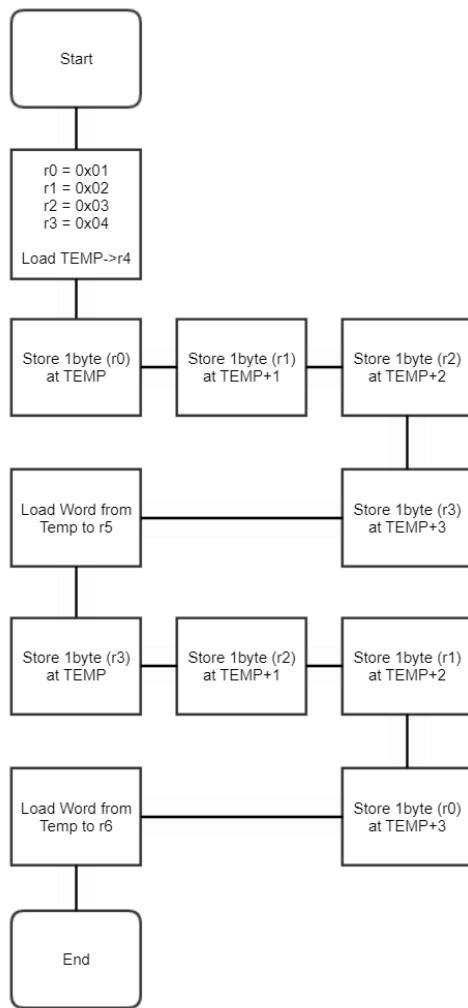 Start
r0 = 0x01
r1 = 0x02
r2 = 0x03
r3 = 0x04
Load TEMP->r4
Store 1byte (r0)
at TEMP
Store 1byte (r1)
at TEMP+1
Store 1byte (r2)
at TEMP+2
Store 1byte (r3)
at TEMP+3
Load Word from
Temp to r5
Store 1byte (r3)
at TEMP
Store 1byte (r2)
at TEMP+1
Store 1byte (r1)
at TEMP+2
Store 1byte (r0)
at TEMP+3
Load Word from
Temp to r6
End